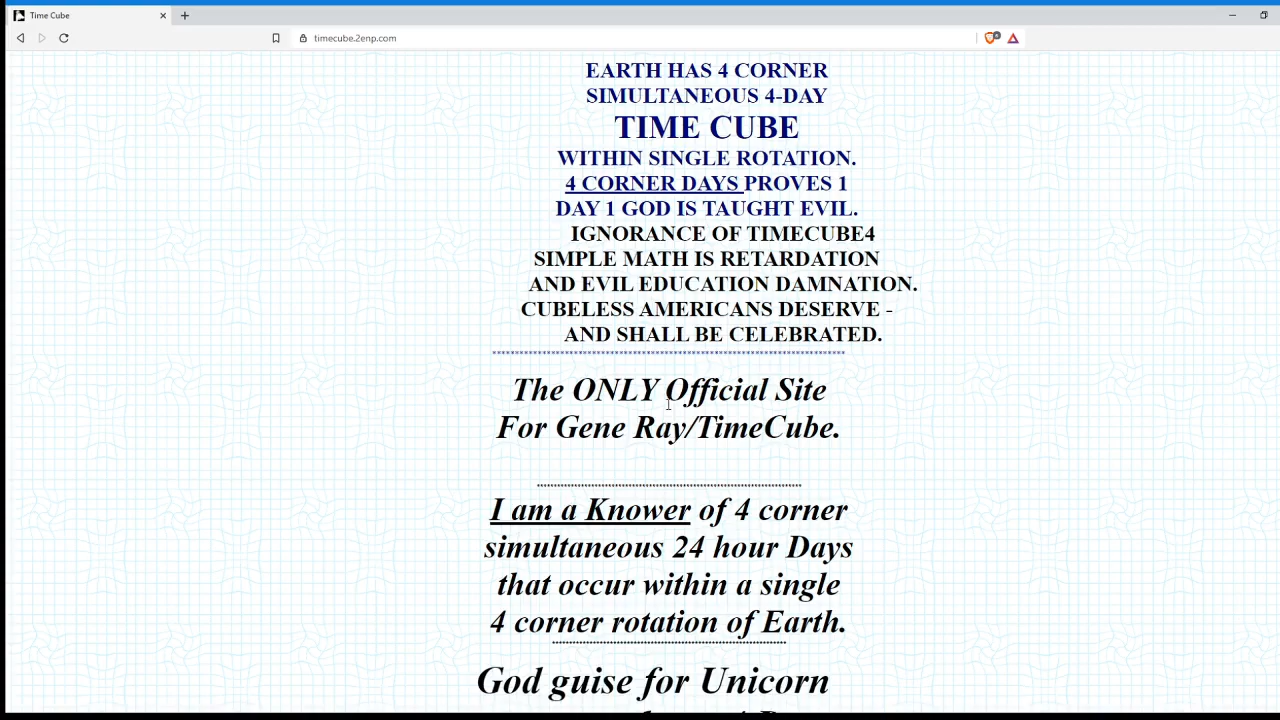 Time Cube
timecube.2enp.com
EARTH HAS 4 CORNER
SIMULTANEOUS 4-DAY
TIME CUBE
WITHIN SINGLE ROTATION.
4 CORNER DAYS PROVES 1
DAY 1 GOD IS TAUGHT EVIL.
IGNORANCE OF TIMECUBE4
SIMPLE MATH IS RETARDATION
AND EVIL EDUCATION DAMNATION.
CUBELESS AMERICANS DESERVE -
AND SHALL BE CELEBRATED.
The ONLY Official Site
For Gene Ray/TimeCube.
I am a Knower of 4 corner
simultaneous 24 hour Days
that occur within a single
4 corner rotation of Earth.
God guise for Unicorn